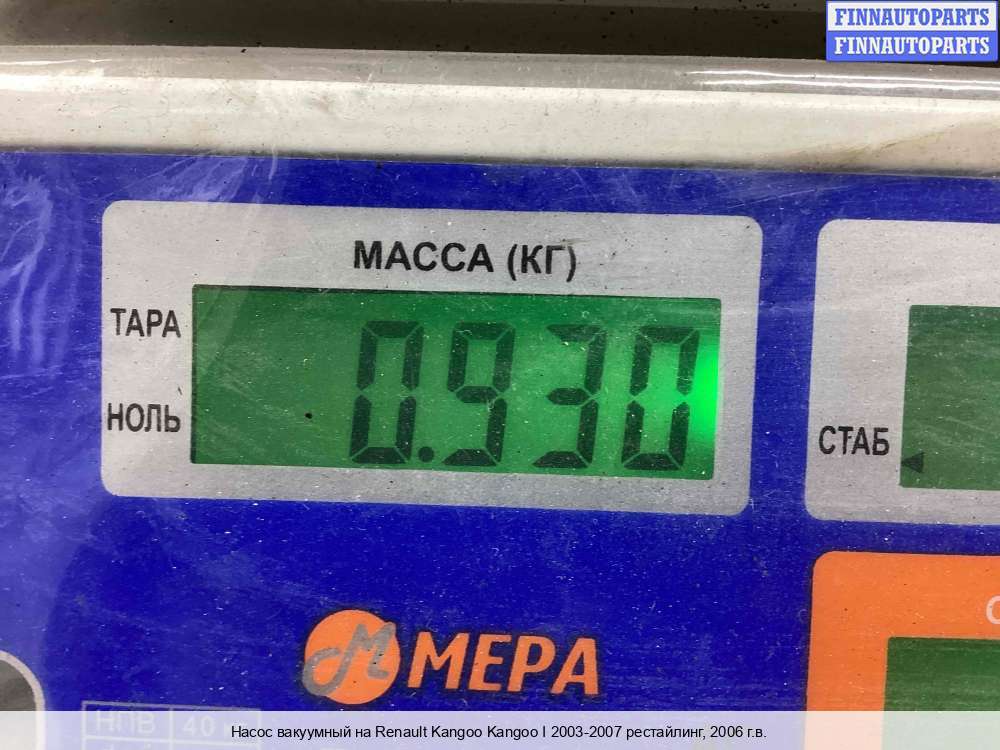 FINNAUTOPARTS
FINNAUTOPARTS
МАССА (КГ)
ТАРА
0.930
НОЛЬ
СТАБ
МЕРА
НПВ 40 кг
Насос вакуумный на Renault Kangoo Kangoo I 2003-2007 рестайлинг, 2006 г.в.